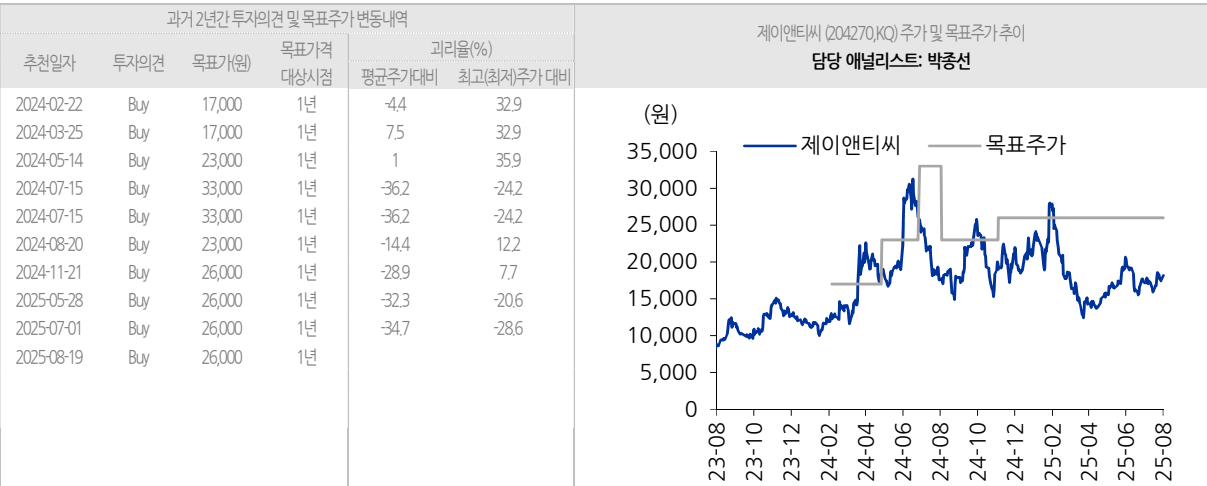 과거 2년간 투자의견 및 목표주가 변동내역
추천일자 투자의견 목표가(원) 목표가격 대상시점 괴리율(%)
평균주가대비 최고(최저)주가 대비
2024-02-22 Buy 17,000 1년 -4.4 32.9
2024-03-25 Buy 17,000 1년 7.5 32.9
2024-05-14 Buy 23,000 1년 1 35.9
2024-07-15 Buy 33,000 1년 -36.2 -24.2
2024-07-15 Buy 33,000 1년 -36.2 -24.2
2024-08-20 Buy 23,000 1년 -14.4 12.2
2024-11-21 Buy 26,000 1년 -28.9 7.7
2025-05-28 Buy 26,000 1년 -32.3 -20.6
2025-07-01 Buy 26,000 1년 -34.7 -28.6
2025-08-19 Buy 26,000 1년
제이앤티씨 (204270,KQ) 주가 및 목표주가 추이
담당 애널리스트: 박종선
(원)
제이앤티씨 목표주가
35,000
30,000
25,000
20,000
15,000
10,000
5,000
0
23-08 23-10 23-12 24-02 24-04 24-06 24-08 24-10 24-12 25-02 25-04 25-06 25-08